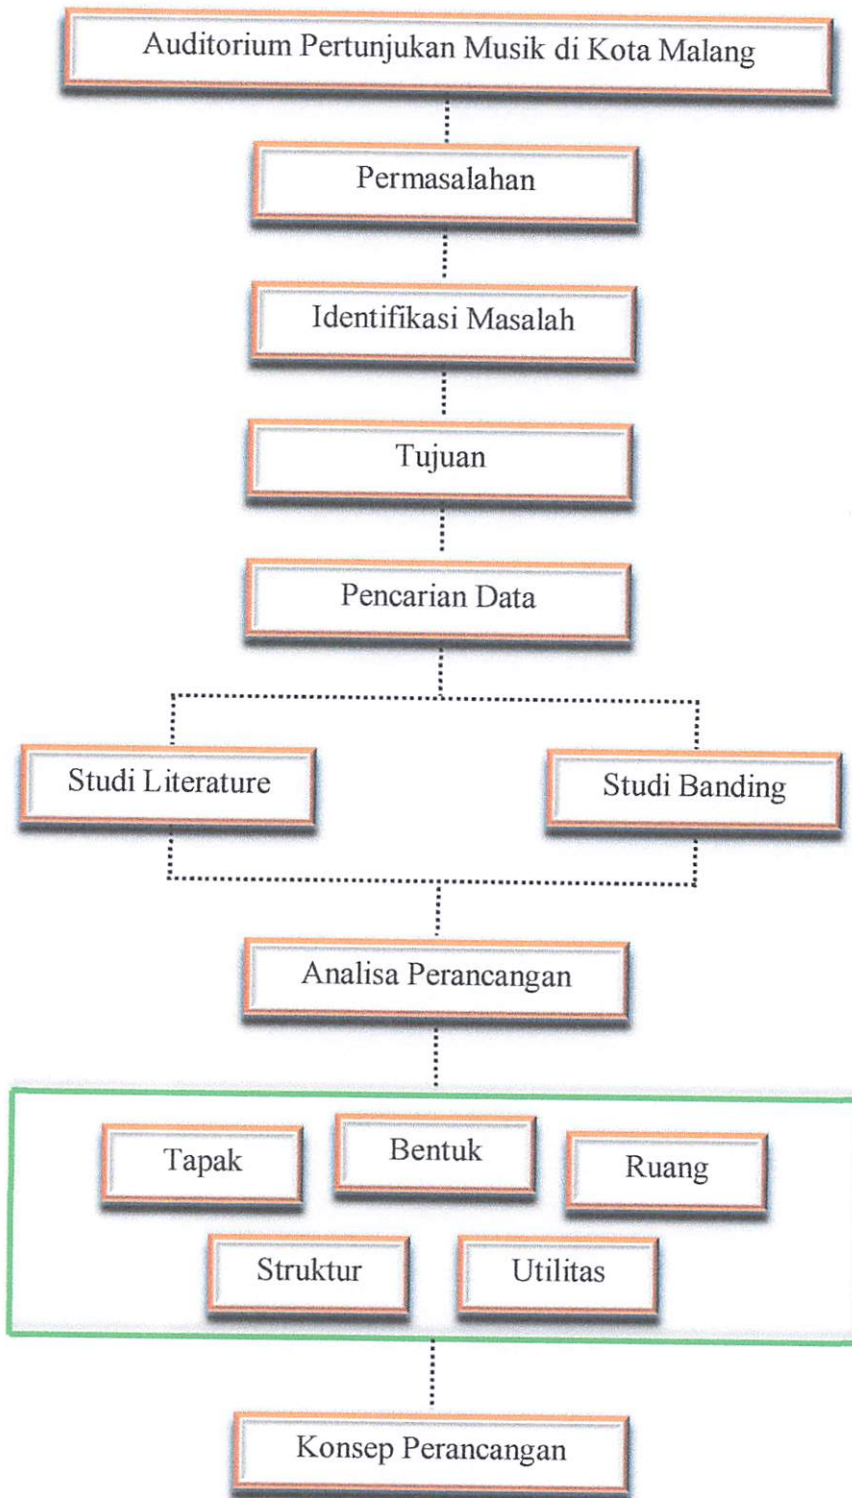 Auditorium Pertunjukan Musik di Kota Malang
Permasalahan
Identifikasi Masalah
Tujuan
Pencarian Data
Studi Literature
Studi Banding
Analisa Perancangan
Tapak
Bentuk
Ruang
Struktur
Utilitas
Konsep Perancangan